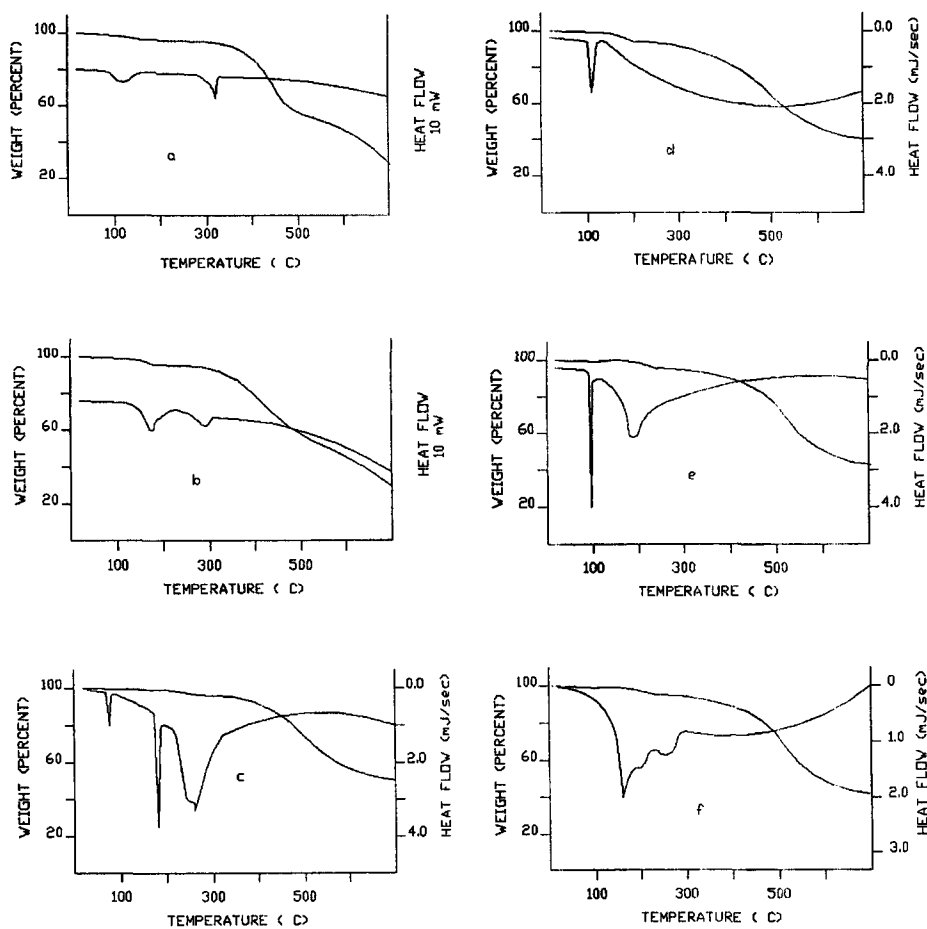 WEIGHT (PERCENT)
100
60
20
a
100 300 500
TEMPERATURE ( C)
HEAT FLOW
10 mW
WEIGHT (PERCENT)
100
60
20
d
100 300 500
TEMPERATURE ( C)
0.0
2.0
4.0
HEAT FLOW (mJ/sec)
WEIGHT (PERCENT)
100
60
20
b
100 300 500
TEMPERATURE ( C)
HEAT FLOW
10 mW
WEIGHT (PERCENT)
100
60
20
e
100 300 500
TEMPERATURE ( C)
0.0
2.0
4.0
HEAT FLOW (mJ/sec)
WEIGHT (PERCENT)
100
60
20
c
100 300 500
TEMPERATURE ( C)
0.0
2.0
4.0
HEAT FLOW (mJ/sec)
WEIGHT (PERCENT)
100
60
20
f
100 300 500
TEMPERATURE ( C)
0
1.0
2.0
3.0
HEAT FLOW (mJ/sec)